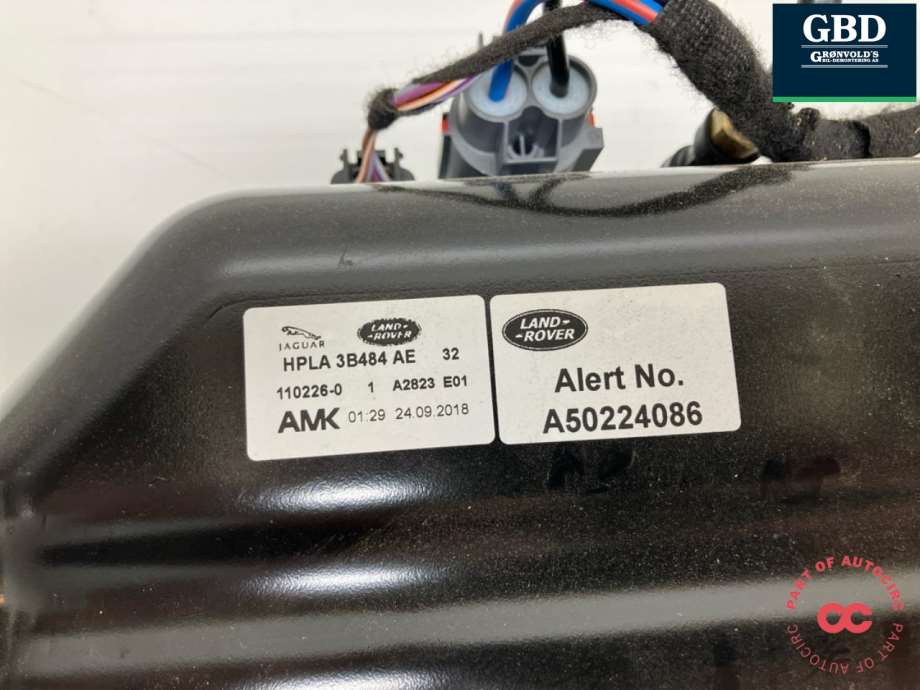 GBD
GRØNVOLD'S
BIL-DEMONTERING AS
JAGUAR
LAND-
-ROVER
HPLA 3B484 AE 32
110226-0 1 A2823 E01
AMK 01:29 24.09.2018
LAND-
-ROVER
Alert No.
A50224086
PART OF AUTOCIRC PART OF AUTOCIRC
CC